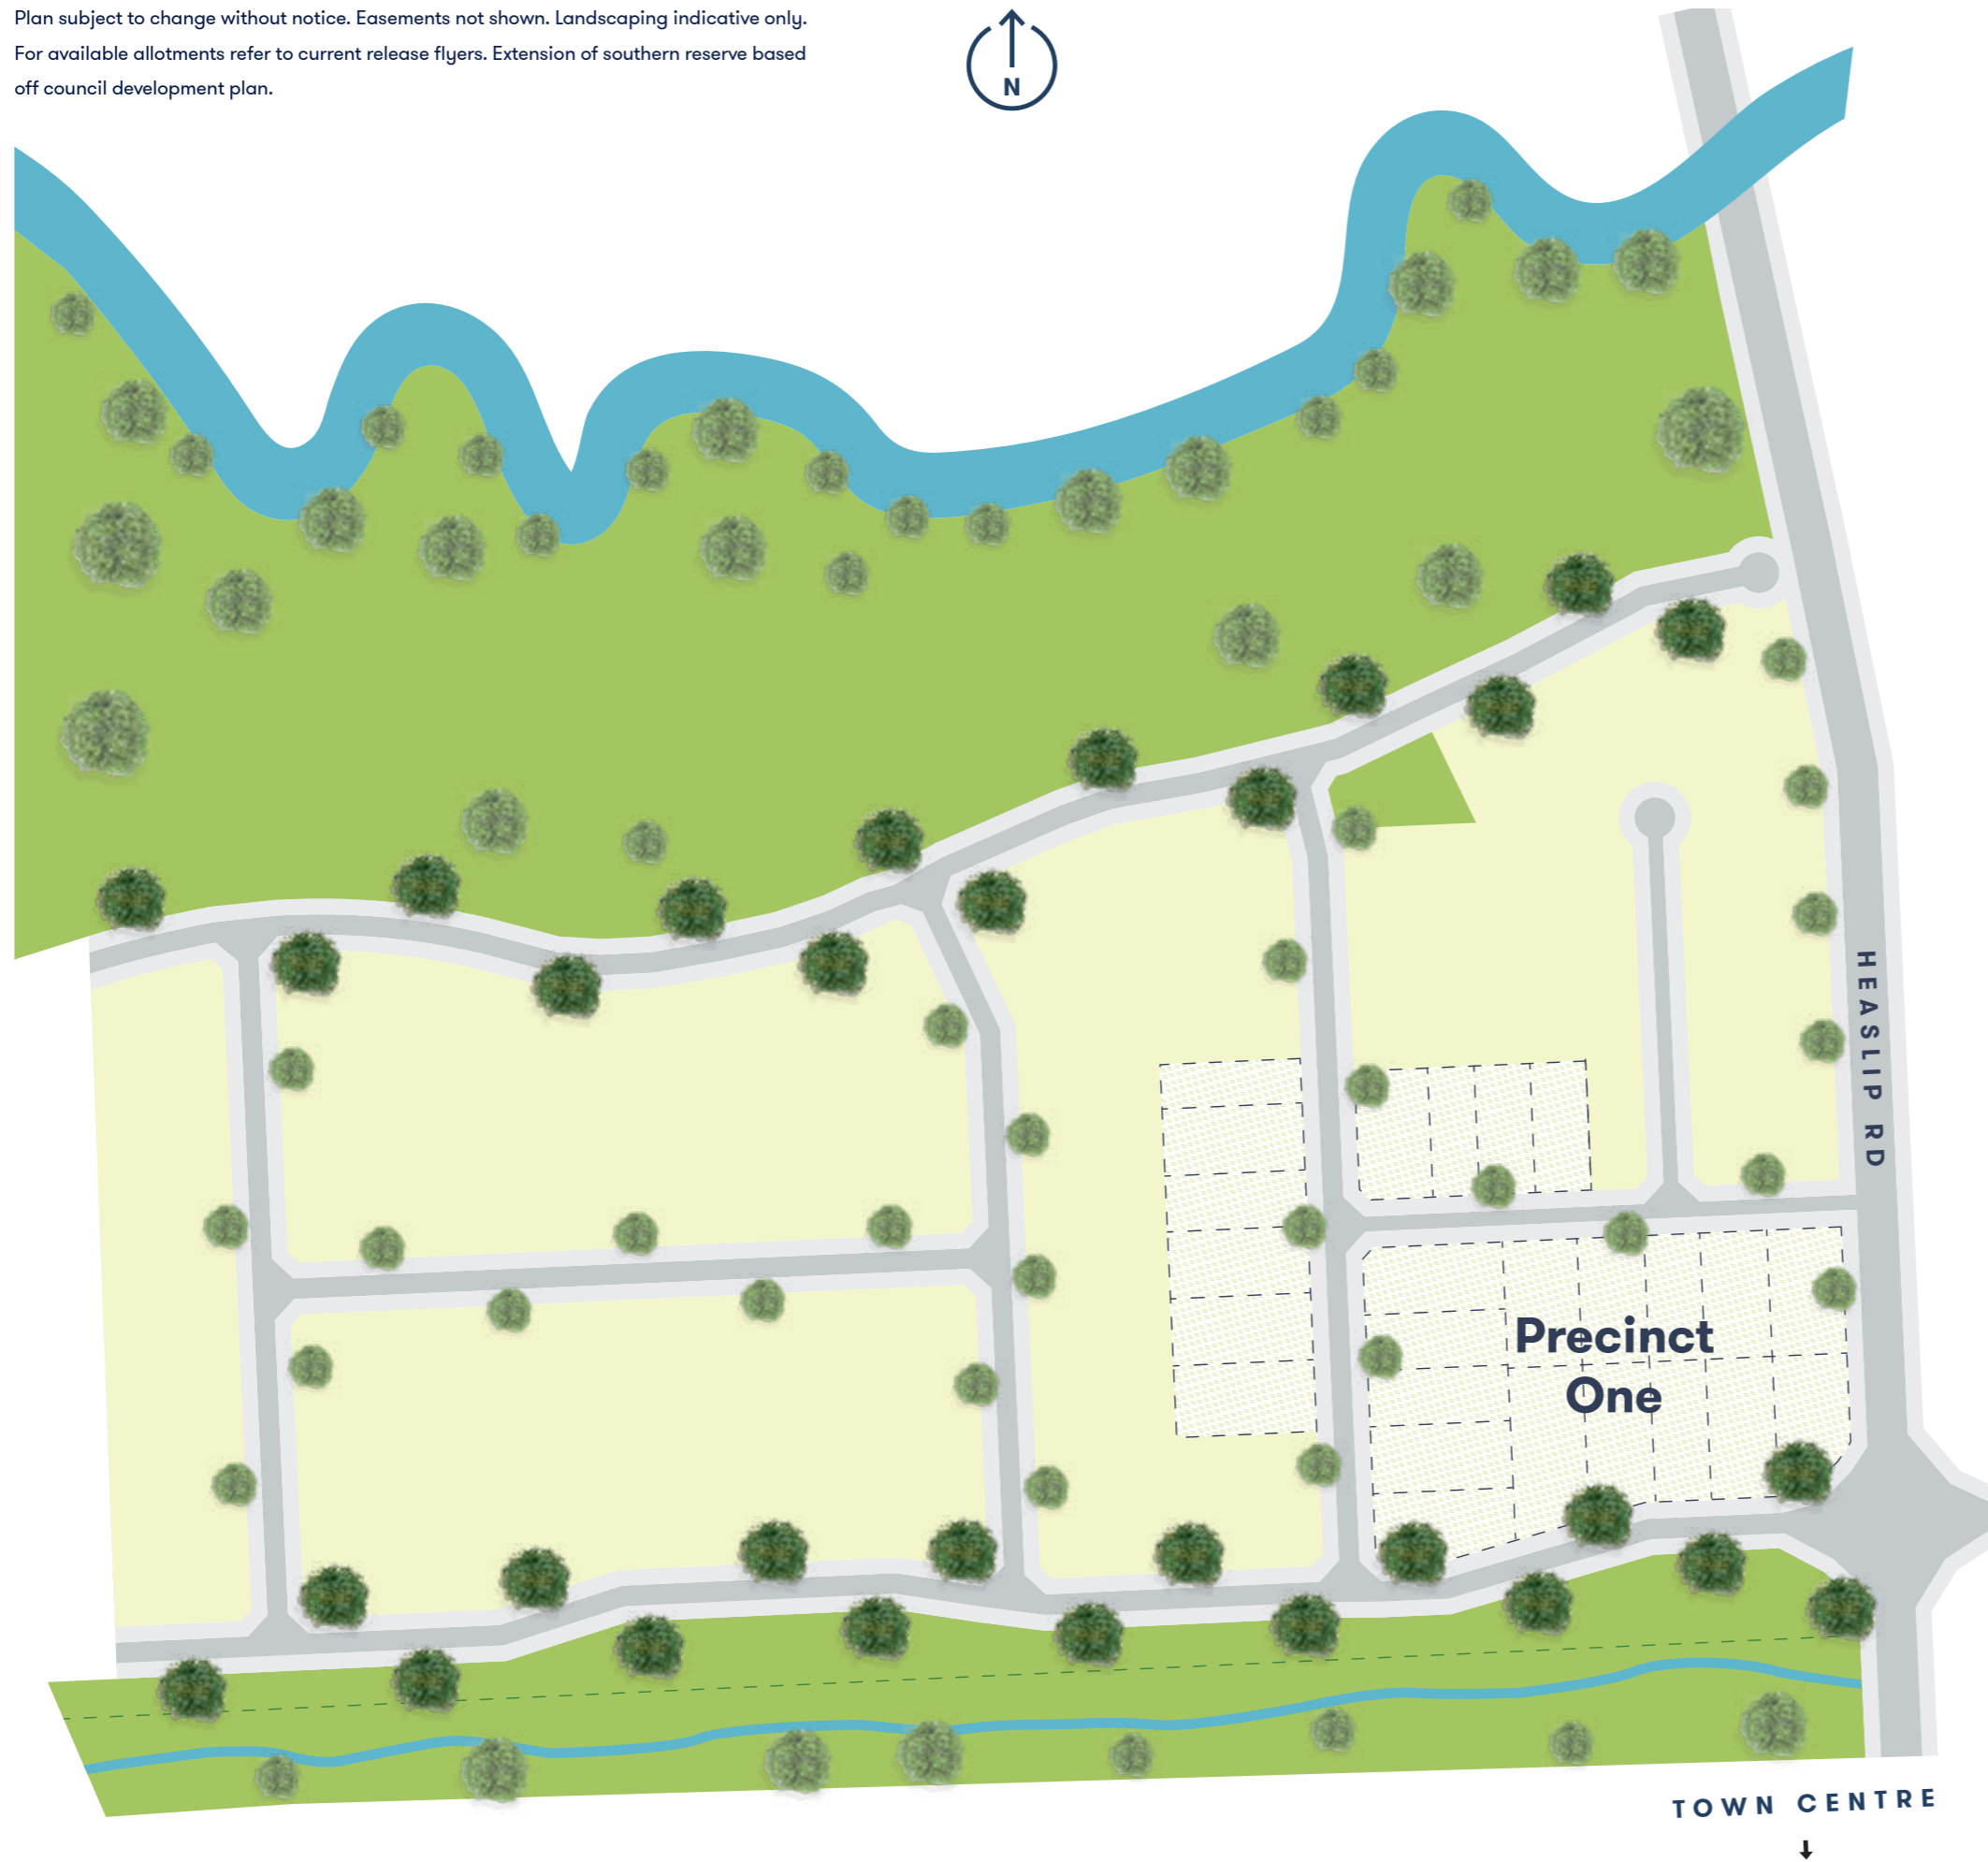 Plan subject to change without notice. Easements not shown. Landscaping indicative only.
For available allotments refer to current release flyers. Extension of southern reserve based
off council development plan.
N
HEASLIP RD
Precinct
One
TOWN CENTRE